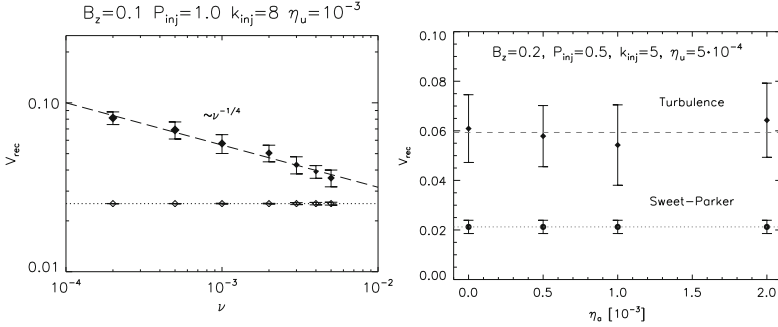 B_z=0.1 P_inj=1.0 k_inj=8 η_u=10^-3
0.10
0.01
V_rec
~ν^-1/4
10^-4 10^-3 10^-2
ν
B_z=0.2, P_inj=0.5, k_inj=5, η_u=5·10^-4
0.10
0.08
0.06
0.04
0.02
0.00
V_rec
Turbulence
Sweet-Parker
0.0 0.5 1.0 1.5 2.0
η_a [10^-3]